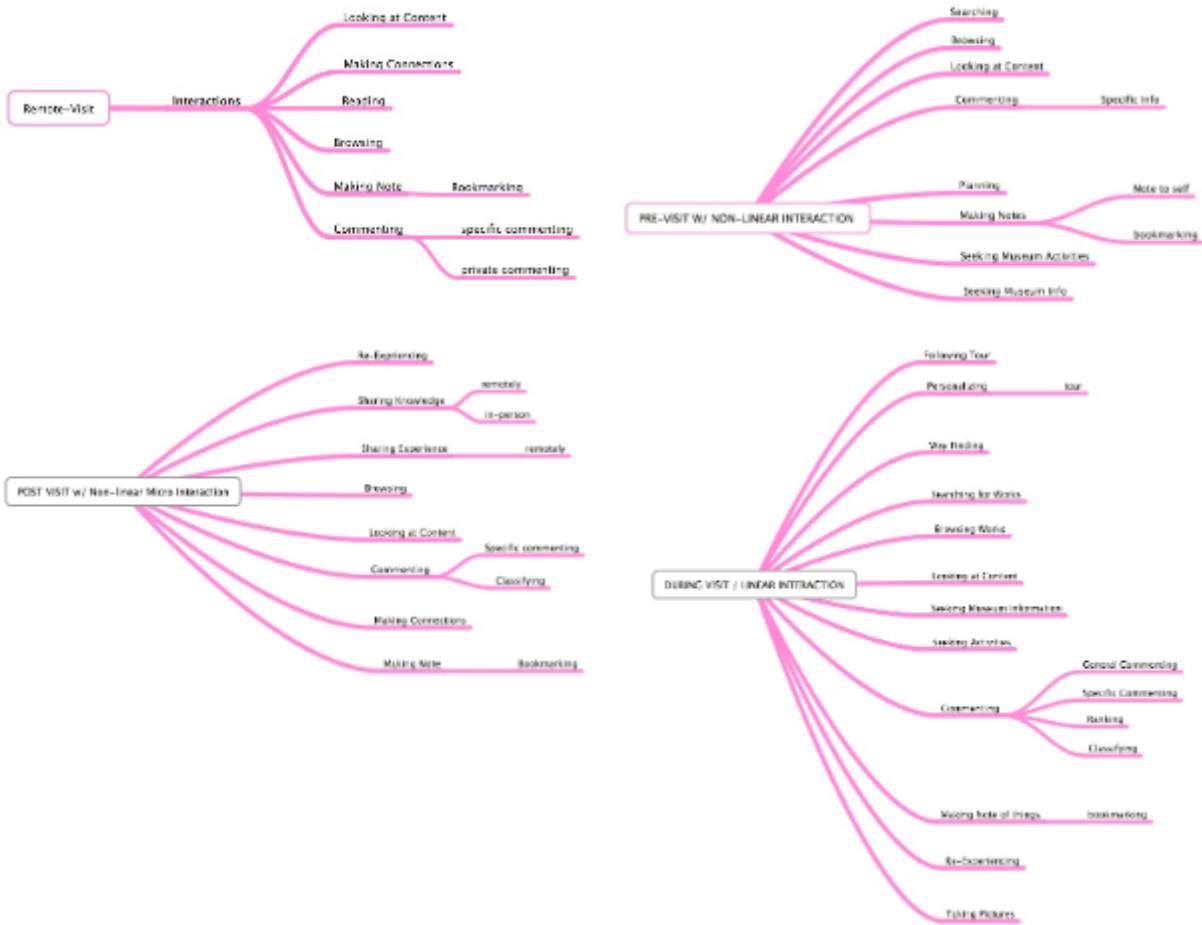 Remote-Visit
Interactions
Looking at Content
Making Connections
Reading
Browsing
Making Note
Bookmarking
Commenting
specific commenting
private commenting
PRE-VISIT W/ NON-LINEAR INTERACTION
Searching
Browsing
Looking at Content
Commenting
Specific Info
Planning
Making Notes
Note to self
bookmarking
Seeking Museum Activities
Seeking Museum Info
POST VISIT w/ Non-linear Micro Interaction
Re-Expriencing
Sharing Knowledge
remotely
in-person
Sharing Experience
remotely
Browsing
Looking at Content
Commenting
Specific commenting
Classifying
Making Connections
Making Note
Bookmarking
DURING VISIT / LINEAR INTERACTION
Following Tour
Personalizing
tour
Way Finding
Searching for Works
Browsing Works
Looking at Content
Seeking Museum Information
Seeking Activities
Commenting
General Commenting
Specific Commenting
Ranking
Classifying
Making Note of things
bookmarking
Re-Experiencing
Taking Pictures